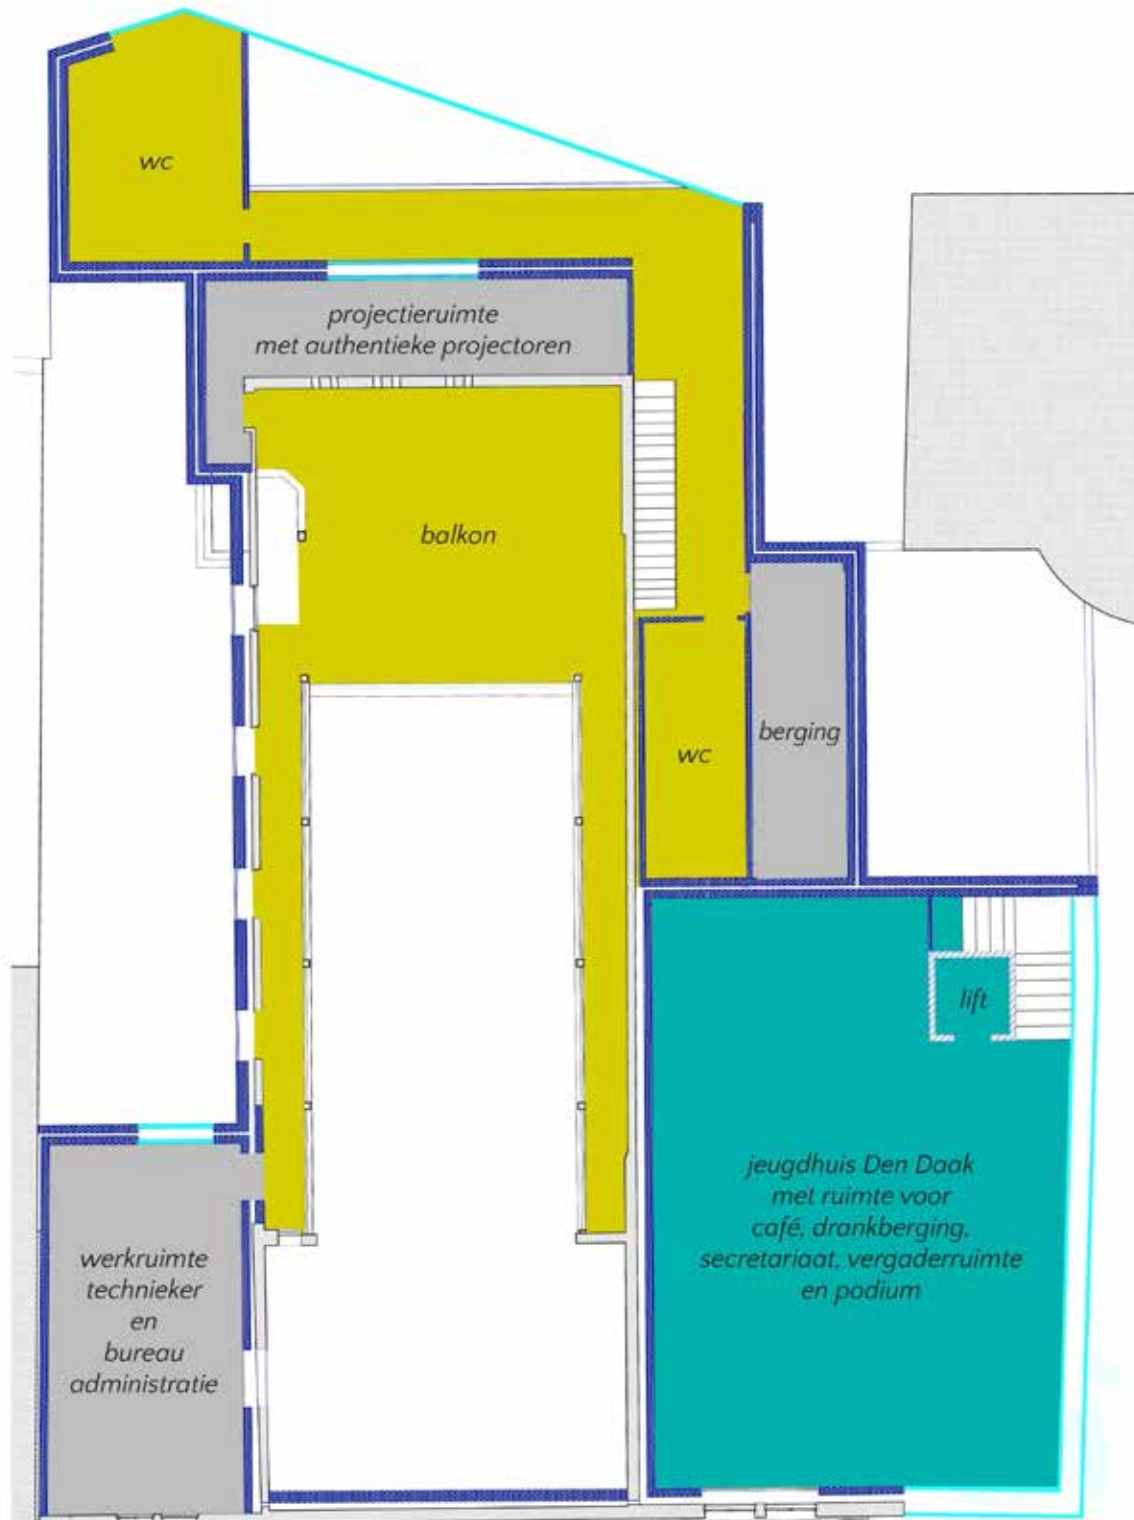 wc
projectieruimte
met authentieke projectoren
balkon
berging
wc
lift
jeugdhuis Den Daak
met ruimte voor
café, drankberging,
secretariaat, vergaderruimte
en podium
werkruimte
technieker
en
bureau
administratie